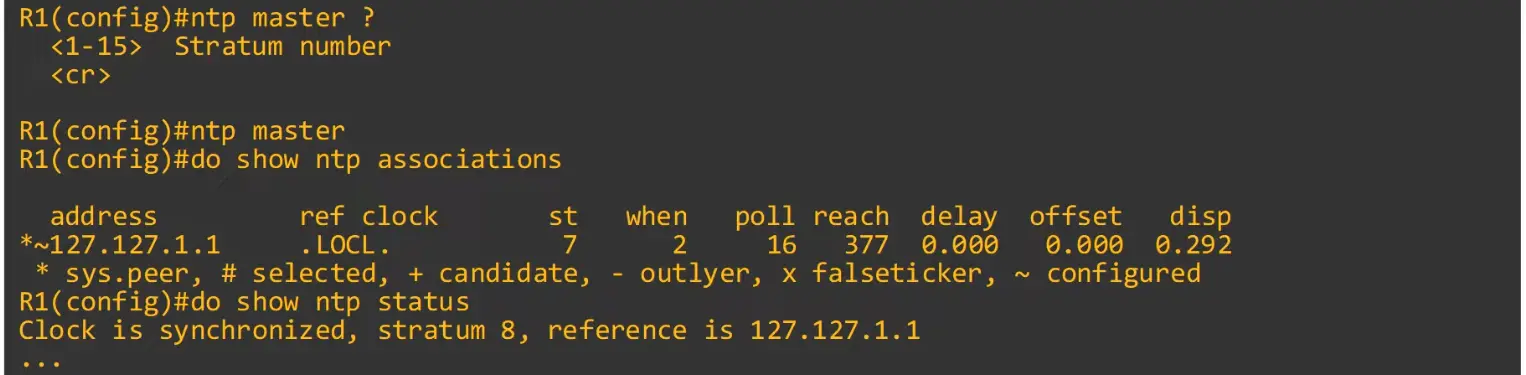 R1(config)#ntp master ?
  <1-15>  Stratum number
  <cr>

R1(config)#ntp master
R1(config)#do show ntp associations

  address         ref clock       st   when   poll reach  delay  offset   disp
*~127.127.1.1     .LOCL.           7      2     16   377  0.000   0.000  0.292
 * sys.peer, # selected, + candidate, - outlyer, x falseticker, ~ configured
R1(config)#do show ntp status
Clock is synchronized, stratum 8, reference is 127.127.1.1
...